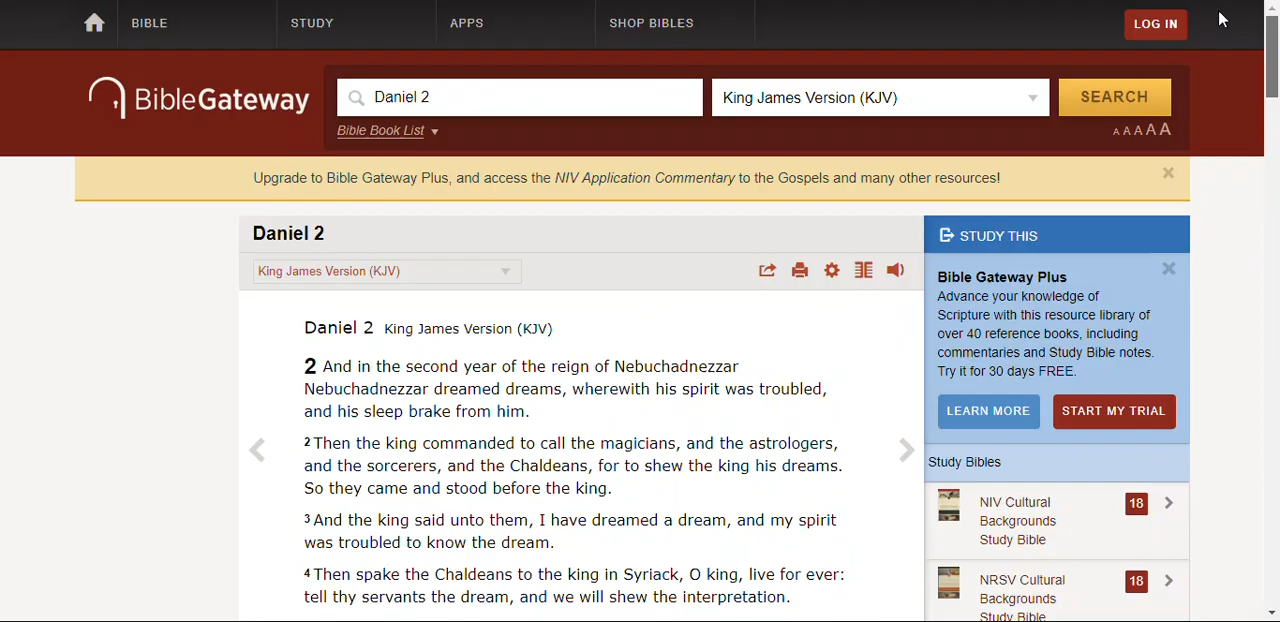 BIBLE STUDY APPS SHOP BIBLES LOG IN
BibleGateway
Daniel 2
King James Version (KJV)
SEARCH
Bible Book List
A A A A A
Upgrade to Bible Gateway Plus, and access the NIV Application Commentary to the Gospels and many other resources!
Daniel 2
King James Version (KJV)
Daniel 2 King James Version (KJV)
2 And in the second year of the reign of Nebuchadnezzar
Nebuchadnezzar dreamed dreams, wherewith his spirit was troubled,
and his sleep brake from him.
2 Then the king commanded to call the magicians, and the astrologers,
and the sorcerers, and the Chaldeans, for to shew the king his dreams.
So they came and stood before the king.
3 And the king said unto them, I have dreamed a dream, and my spirit
was troubled to know the dream.
4 Then spake the Chaldeans to the king in Syriack, O king, live for ever:
tell thy servants the dream, and we will shew the interpretation.
STUDY THIS
Bible Gateway Plus
Advance your knowledge of
Scripture with this resource library of
over 40 reference books, including
commentaries and Study Bible notes.
Try it for 30 days FREE.
LEARN MORE START MY TRIAL
Study Bibles
NIV Cultural
Backgrounds
Study Bible
18
NRSV Cultural
Backgrounds
Study Bible
18